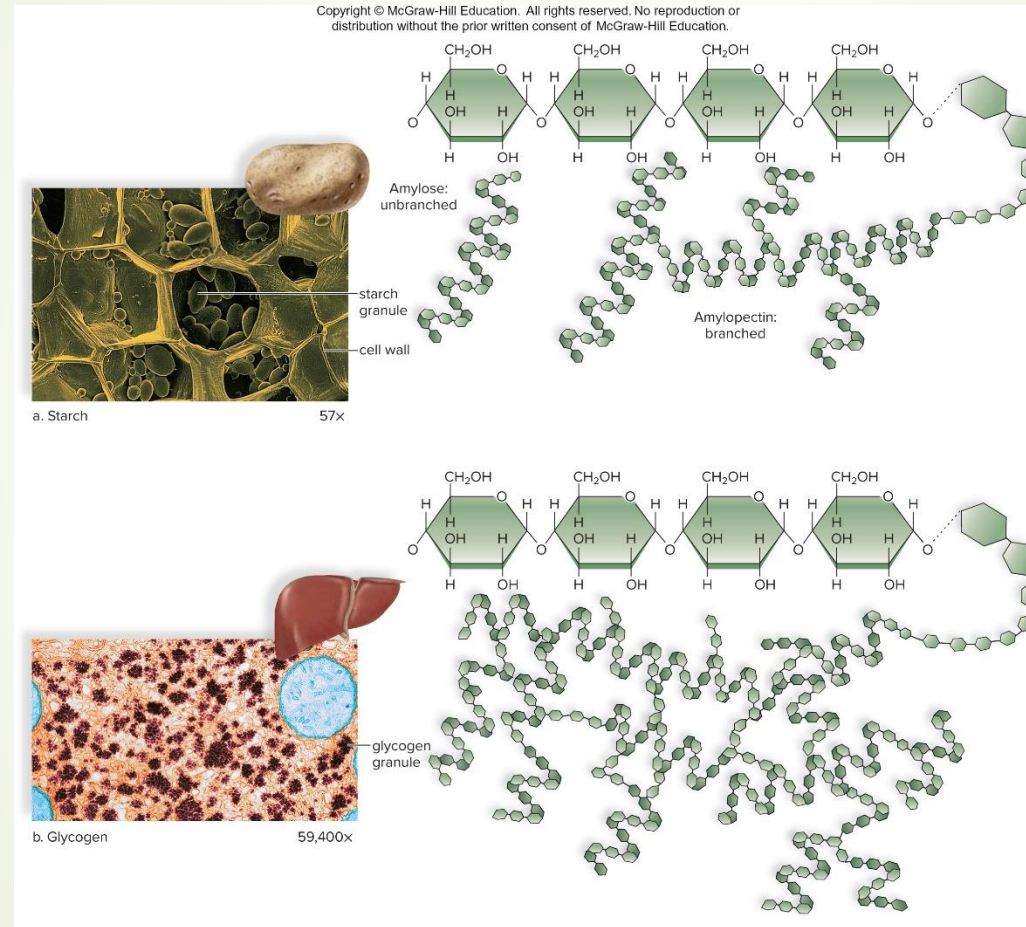 Copyright © McGraw-Hill Education. All rights reserved. No reproduction or
distribution without the prior written consent of McGraw-Hill Education.
CH₂OH CH₂OH CH₂OH CH₂OH
H O H H O H H O H H O H
H H H H
OH H OH H OH H OH H
O O O O O
H OH H OH H OH H OH
Amylose:
unbranched
starch
granule
Amylopectin:
branched
cell wall
a. Starch 57×
CH₂OH CH₂OH CH₂OH CH₂OH
H O H H O H H O H H O H
H H H H
OH H OH H OH H OH H
O O O O O
H OH H OH H OH H OH
glycogen
granule
b. Glycogen 59,400×